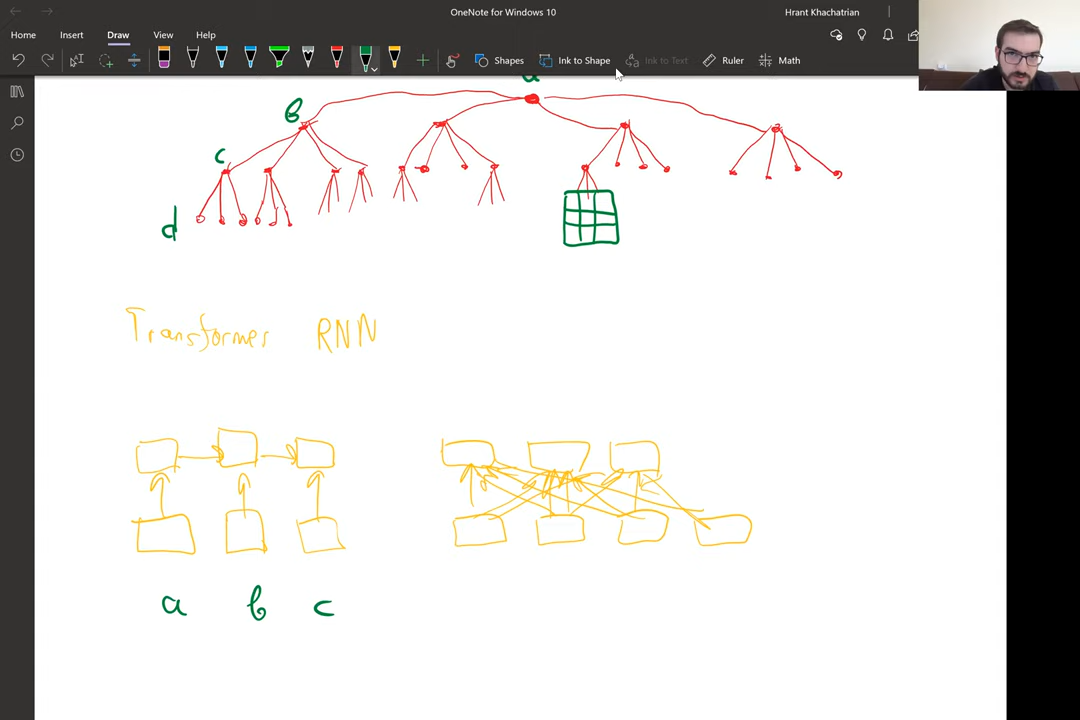 OneNote for Windows 10
Hrant Khachatrian
Home Insert Draw View Help
Shapes Ink to Shape Ink to Text Ruler Math
a
b
c
d
Transformer RNN
a b c